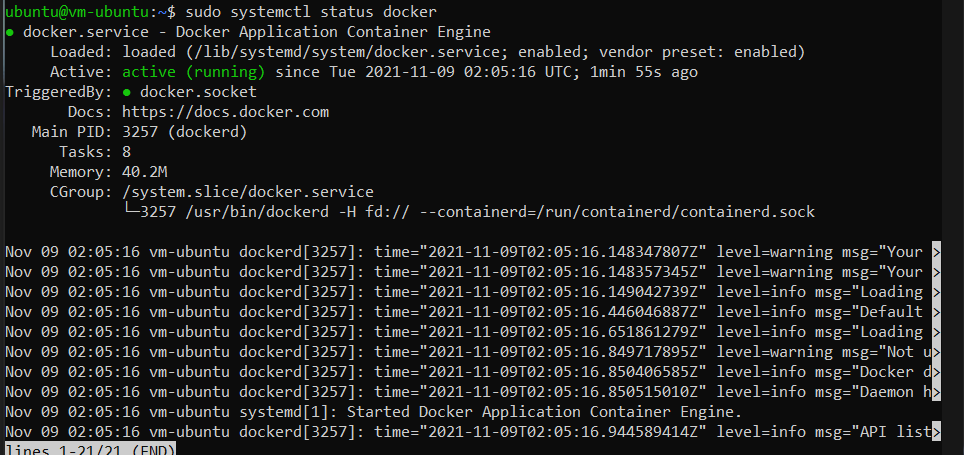 ubuntu@vm-ubuntu:~$ sudo systemctl status docker
● docker.service - Docker Application Container Engine
     Loaded: loaded (/lib/systemd/system/docker.service; enabled; vendor preset: enabled)
     Active: active (running) since Tue 2021-11-09 02:05:16 UTC; 1min 55s ago
TriggeredBy: ● docker.socket
       Docs: https://docs.docker.com
   Main PID: 3257 (dockerd)
      Tasks: 8
     Memory: 40.2M
     CGroup: /system.slice/docker.service
             └─3257 /usr/bin/dockerd -H fd:// --containerd=/run/containerd/containerd.sock

Nov 09 02:05:16 vm-ubuntu dockerd[3257]: time="2021-11-09T02:05:16.148347807Z" level=warning msg="Your >
Nov 09 02:05:16 vm-ubuntu dockerd[3257]: time="2021-11-09T02:05:16.148357345Z" level=warning msg="Your >
Nov 09 02:05:16 vm-ubuntu dockerd[3257]: time="2021-11-09T02:05:16.149042739Z" level=info msg="Loading >
Nov 09 02:05:16 vm-ubuntu dockerd[3257]: time="2021-11-09T02:05:16.446046887Z" level=info msg="Default >
Nov 09 02:05:16 vm-ubuntu dockerd[3257]: time="2021-11-09T02:05:16.651861279Z" level=info msg="Loading >
Nov 09 02:05:16 vm-ubuntu dockerd[3257]: time="2021-11-09T02:05:16.849717895Z" level=warning msg="Not u>
Nov 09 02:05:16 vm-ubuntu dockerd[3257]: time="2021-11-09T02:05:16.850406585Z" level=info msg="Docker d>
Nov 09 02:05:16 vm-ubuntu dockerd[3257]: time="2021-11-09T02:05:16.850515010Z" level=info msg="Daemon h>
Nov 09 02:05:16 vm-ubuntu systemd[1]: Started Docker Application Container Engine.
Nov 09 02:05:16 vm-ubuntu dockerd[3257]: time="2021-11-09T02:05:16.944589414Z" level=info msg="API list>
lines 1-21/21 (END)